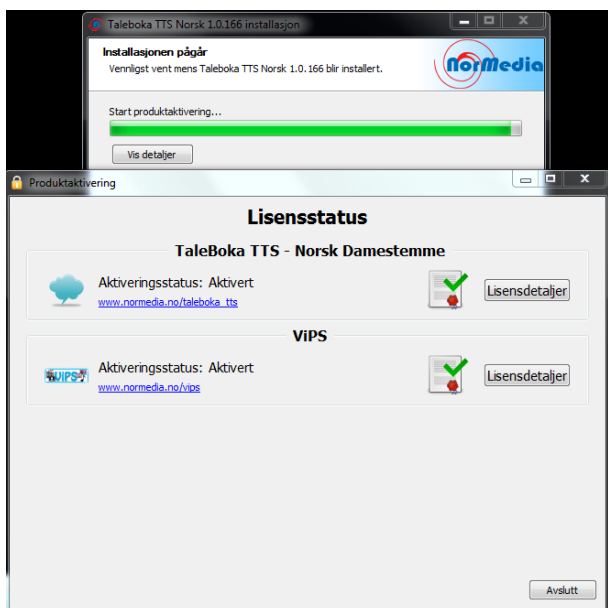 Taleboka TTS Norsk 1.0.166 installasjon
Installasjonen pågår
Vennligst vent mens Taleboka TTS Norsk 1.0.166 blir installert.
NorMedia
Start produktaktivering...
Vis detaljer
Produktaktivering
Lisensstatus
TaleBoka TTS - Norsk Damestemme
Aktiveringsstatus: Aktivert
www.normedia.no/taleboka_tts
Lisensdetaljer
ViPS
ViPS
Aktiveringsstatus: Aktivert
www.normedia.no/vips
Lisensdetaljer
Avslutt